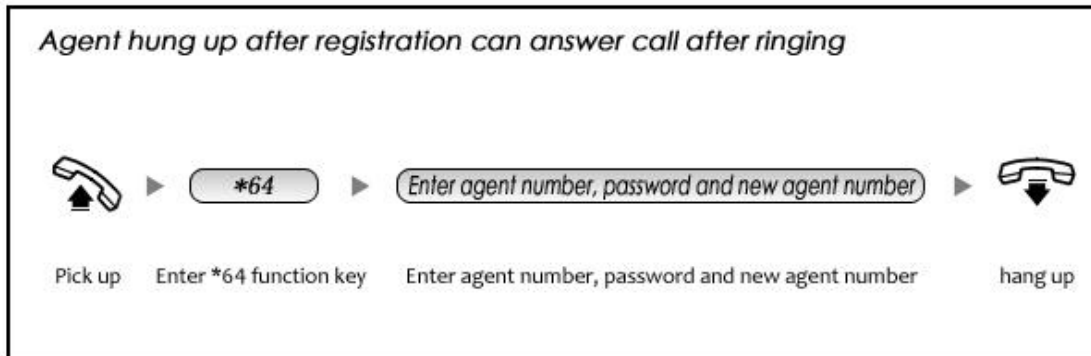 Agent hung up after registration can answer call after ringing
*64
Enter agent number, password and new agent number
Pick up
Enter *64 function key
Enter agent number, password and new agent number
hang up